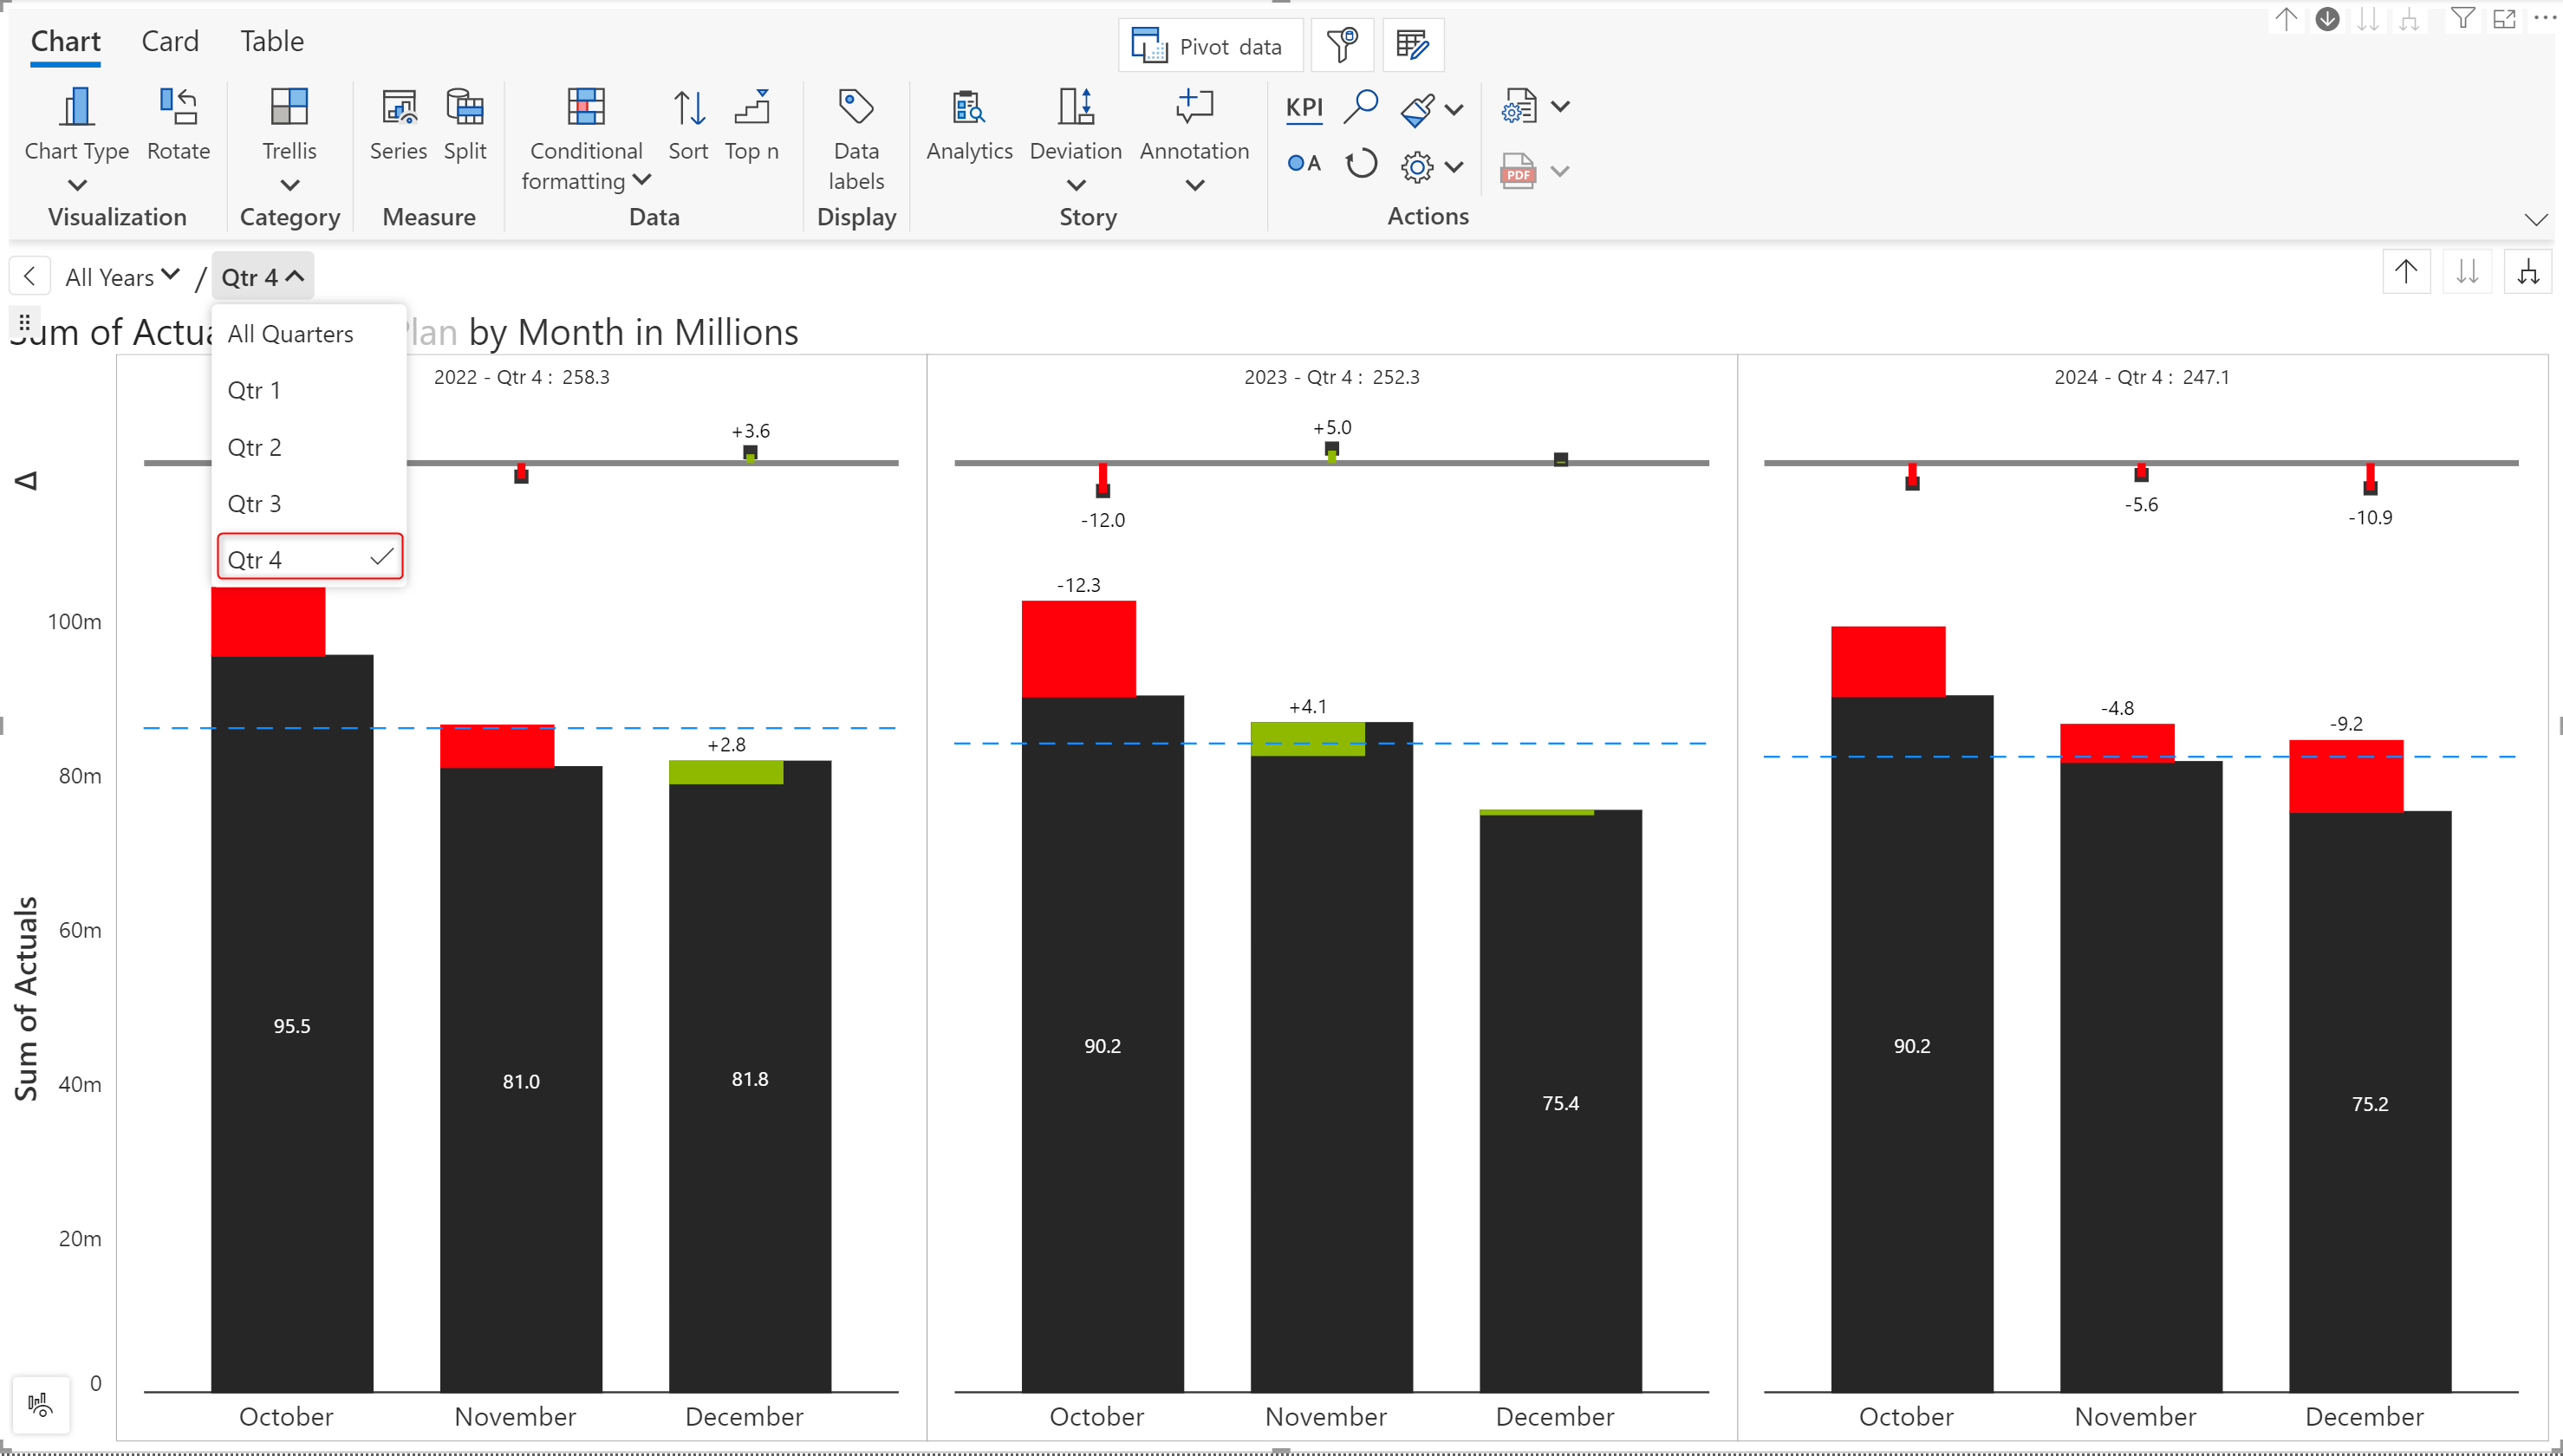 Chart Card Table
Pivot data
Chart Type Rotate Trellis Series Split Conditional formatting Sort Top n Data labels Analytics Deviation Annotation KPI
A
PDF
Visualization Category Measure Data Display Story Actions
All Years / Qtr 4
All Quarters
Qtr 1
Qtr 2
Qtr 3
Qtr 4
Sum of Actua Plan by Month in Millions
2022 - Qtr 4 : 258.3
2023 - Qtr 4 : 252.3
2024 - Qtr 4 : 247.1
Δ
+3.6
+5.0
-12.0
-5.6
-10.9
Sum of Actuals
100m
80m
60m
40m
20m
0
+2.8
-12.3
+4.1
-4.8
-9.2
95.5
81.0
81.8
90.2
75.4
90.2
75.2
October November December
October November December
October November December